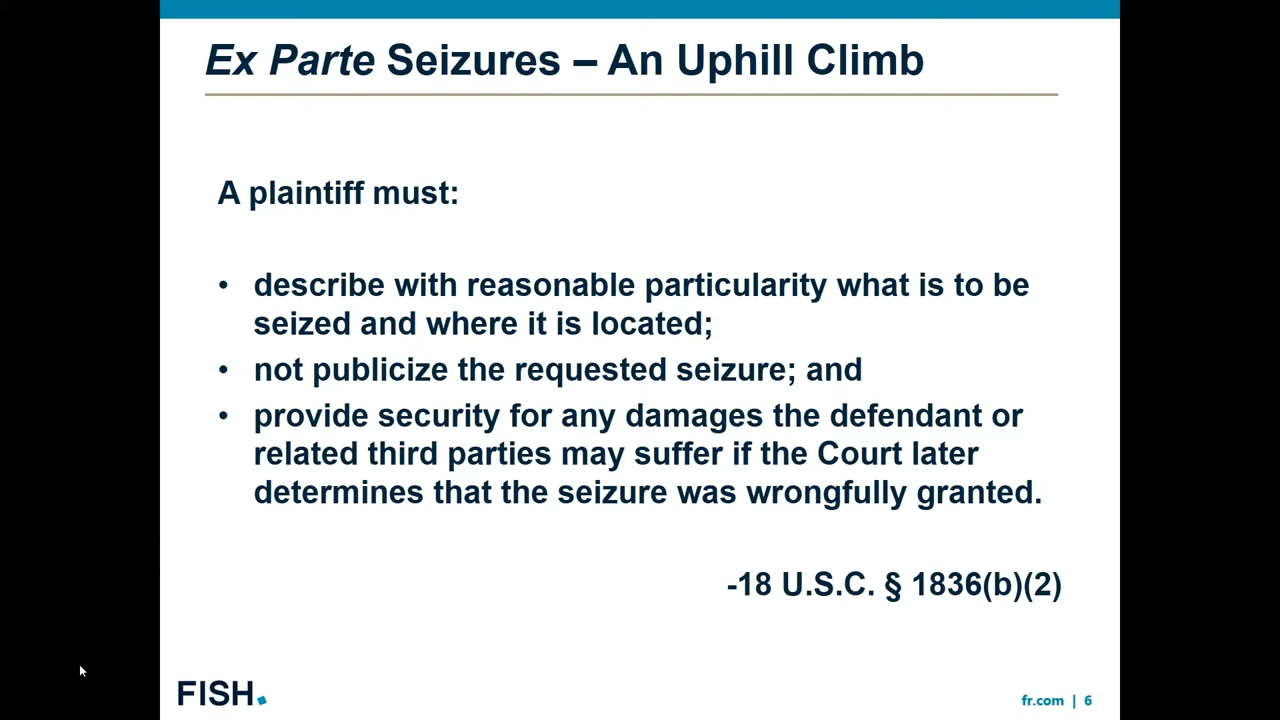 Ex Parte Seizures – An Uphill Climb
A plaintiff must:
• describe with reasonable particularity what is to be
seized and where it is located;
• not publicize the requested seizure; and
• provide security for any damages the defendant or
related third parties may suffer if the Court later
determines that the seizure was wrongfully granted.
-18 U.S.C. § 1836(b)(2)
FISH.
fr.com | 6